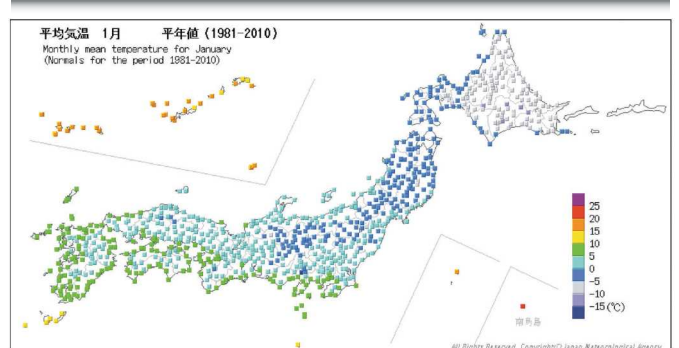 平均気温 1月 平年値(1981-2010)
Monthly mean temperature for January
(Normals for the period 1981-2010)
25
20
15
10
5
0
-5
-10
-15(℃)
南鳥島
All Rights Reserved. Copyright(C) Japan Meteorological Agency